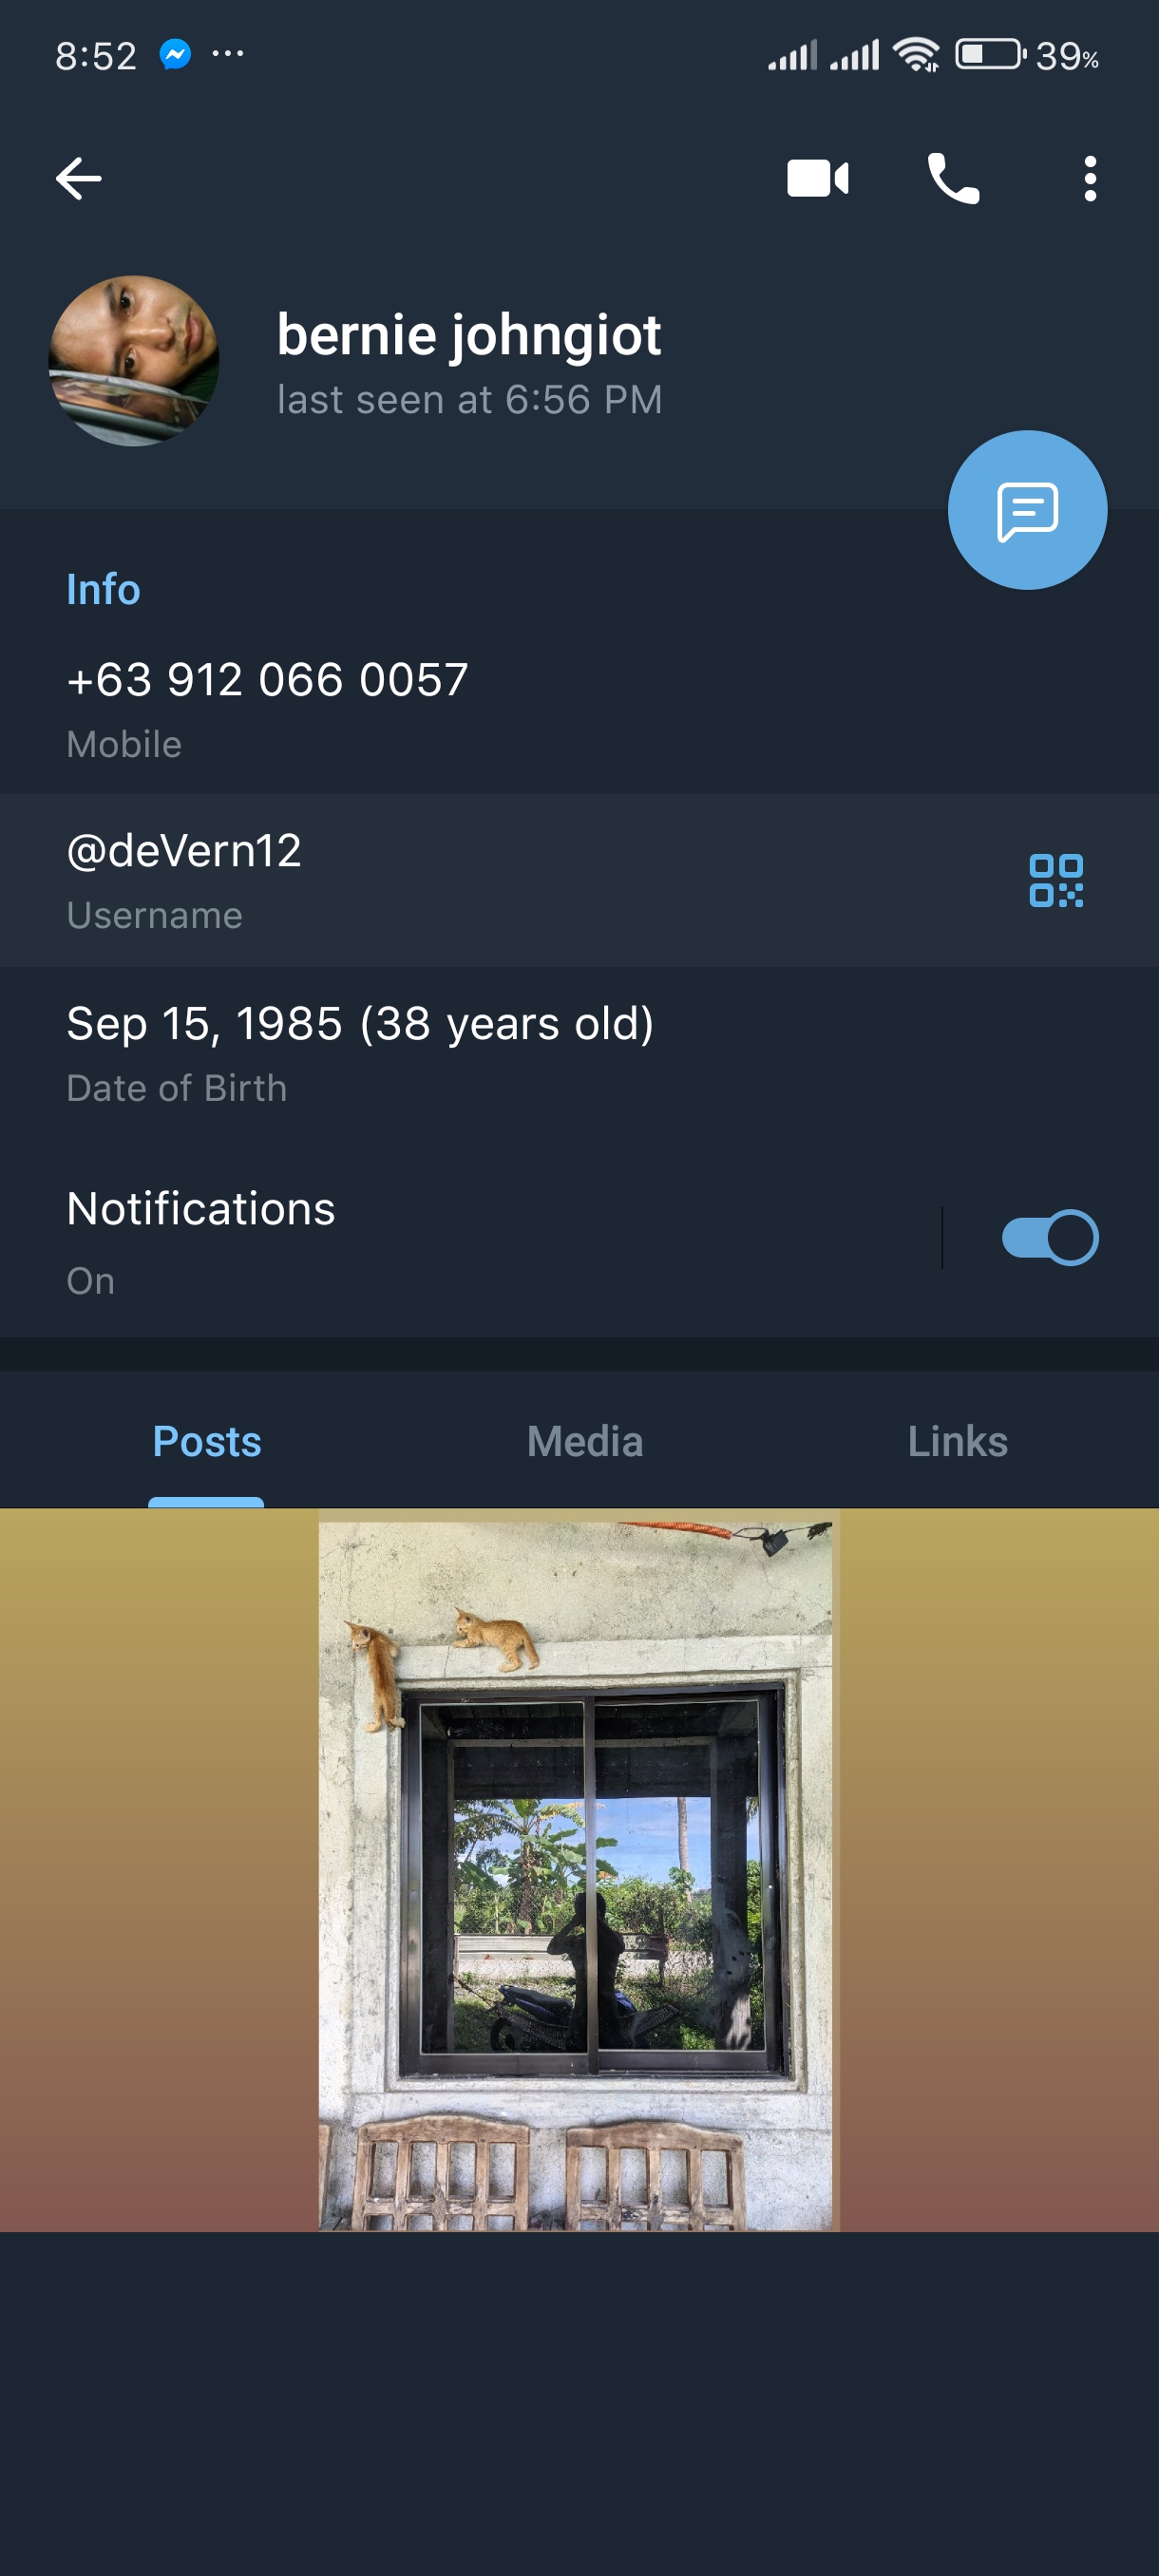 8:52
39%
bernie johngiot
last seen at 6:56 PM
Info
+63 912 066 0057
Mobile
@deVern12
Username
Sep 15, 1985 (38 years old)
Date of Birth
Notifications
On
Posts Media Links